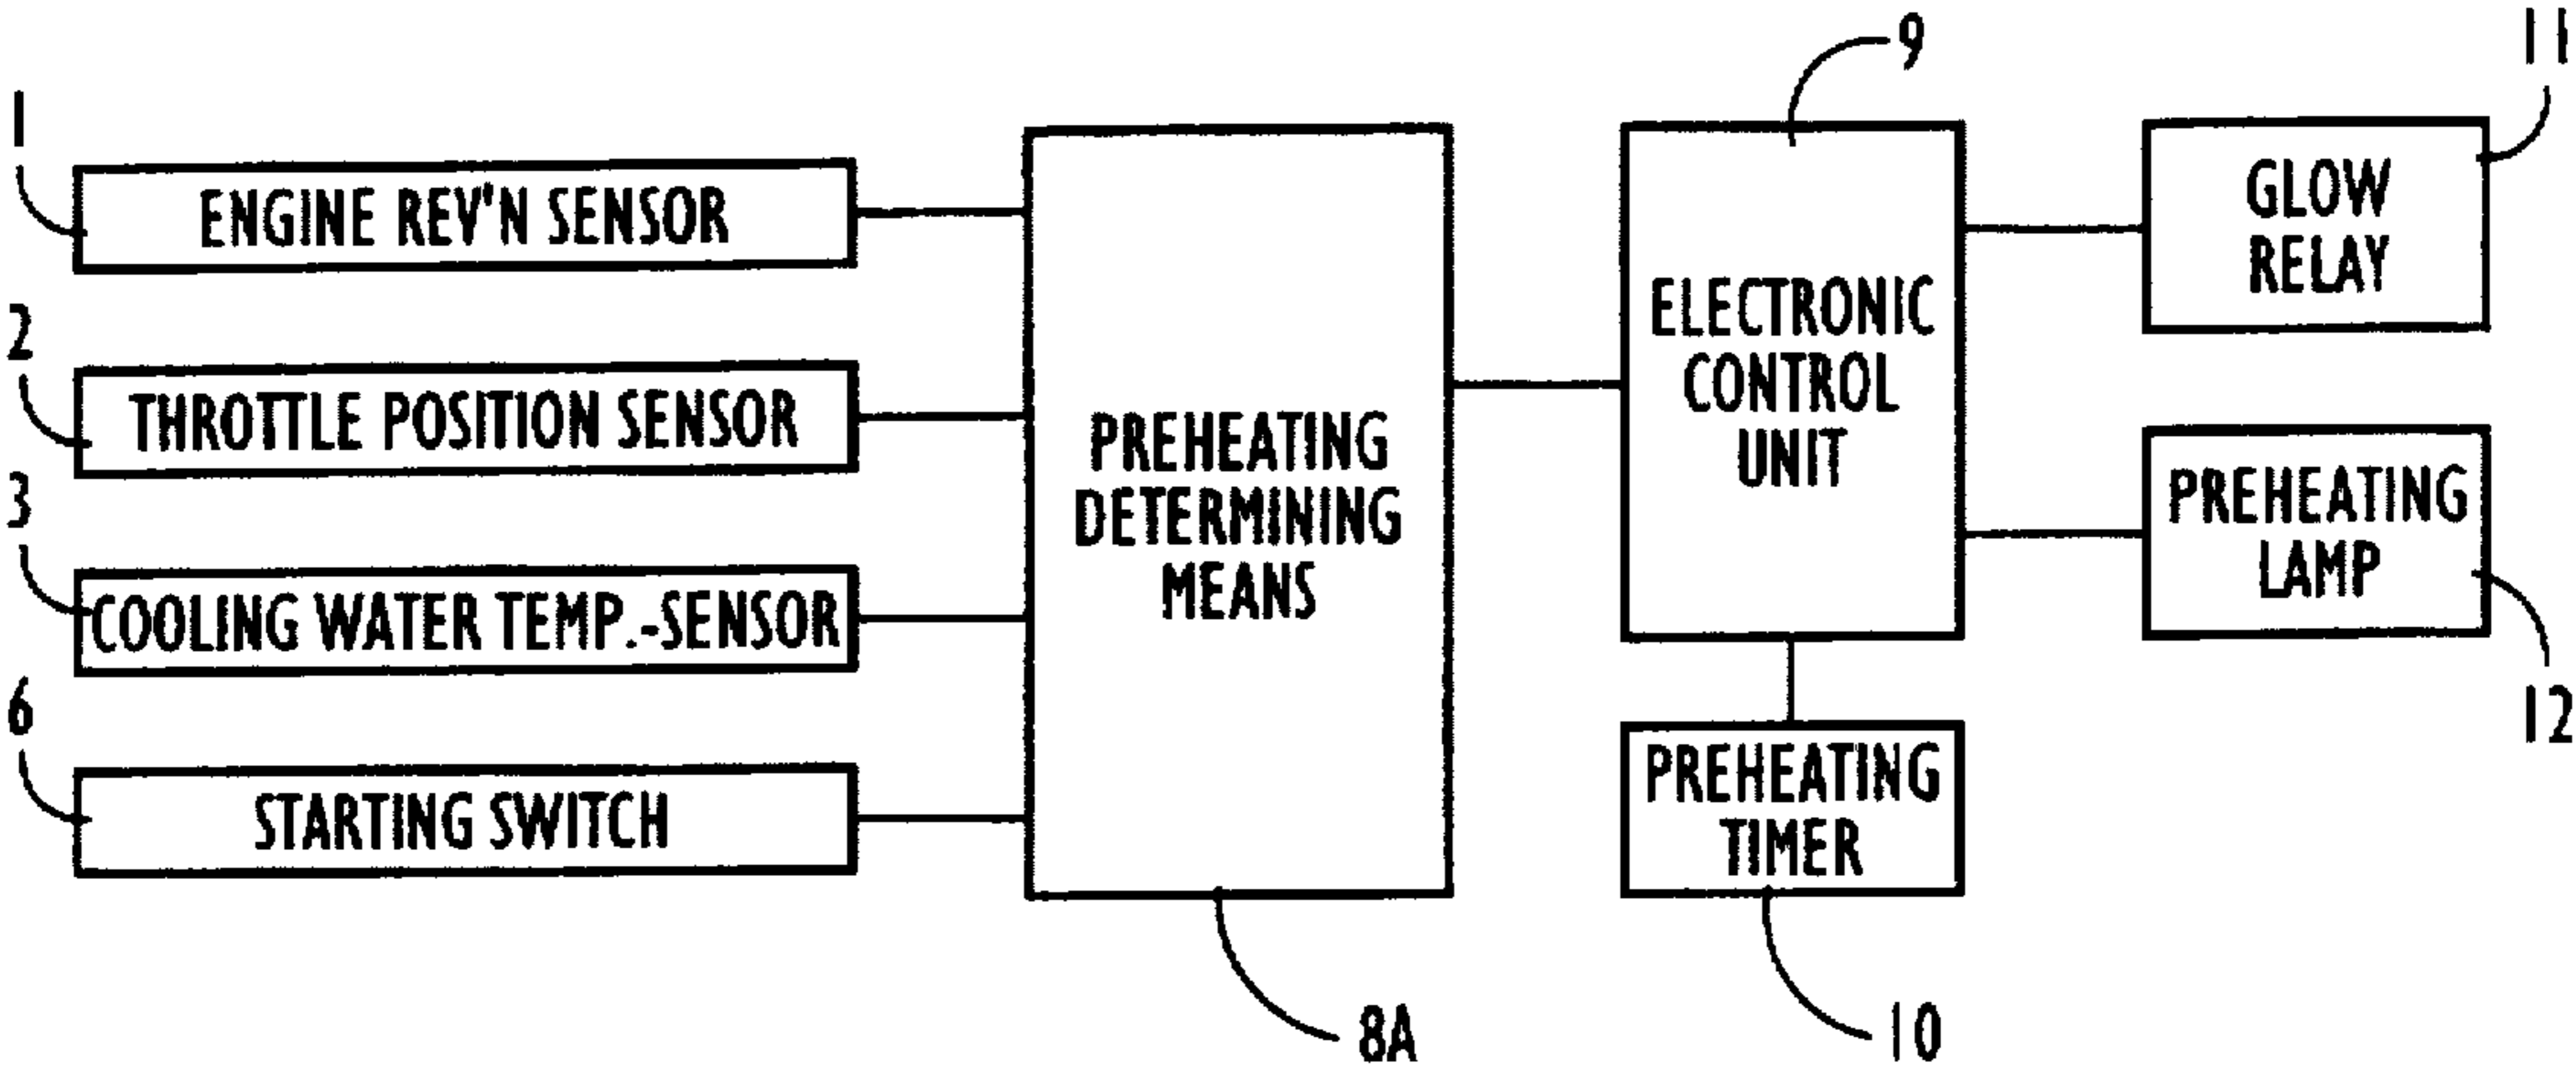 1
ENGINE REV'N SENSOR
2
THROTTLE POSITION SENSOR
3
COOLING WATER TEMP.-SENSOR
6
STARTING SWITCH
PREHEATING
DETERMINING
MEANS
8A
9
ELECTRONIC
CONTROL
UNIT
PREHEATING
TIMER
10
11
GLOW
RELAY
PREHEATING
LAMP
12